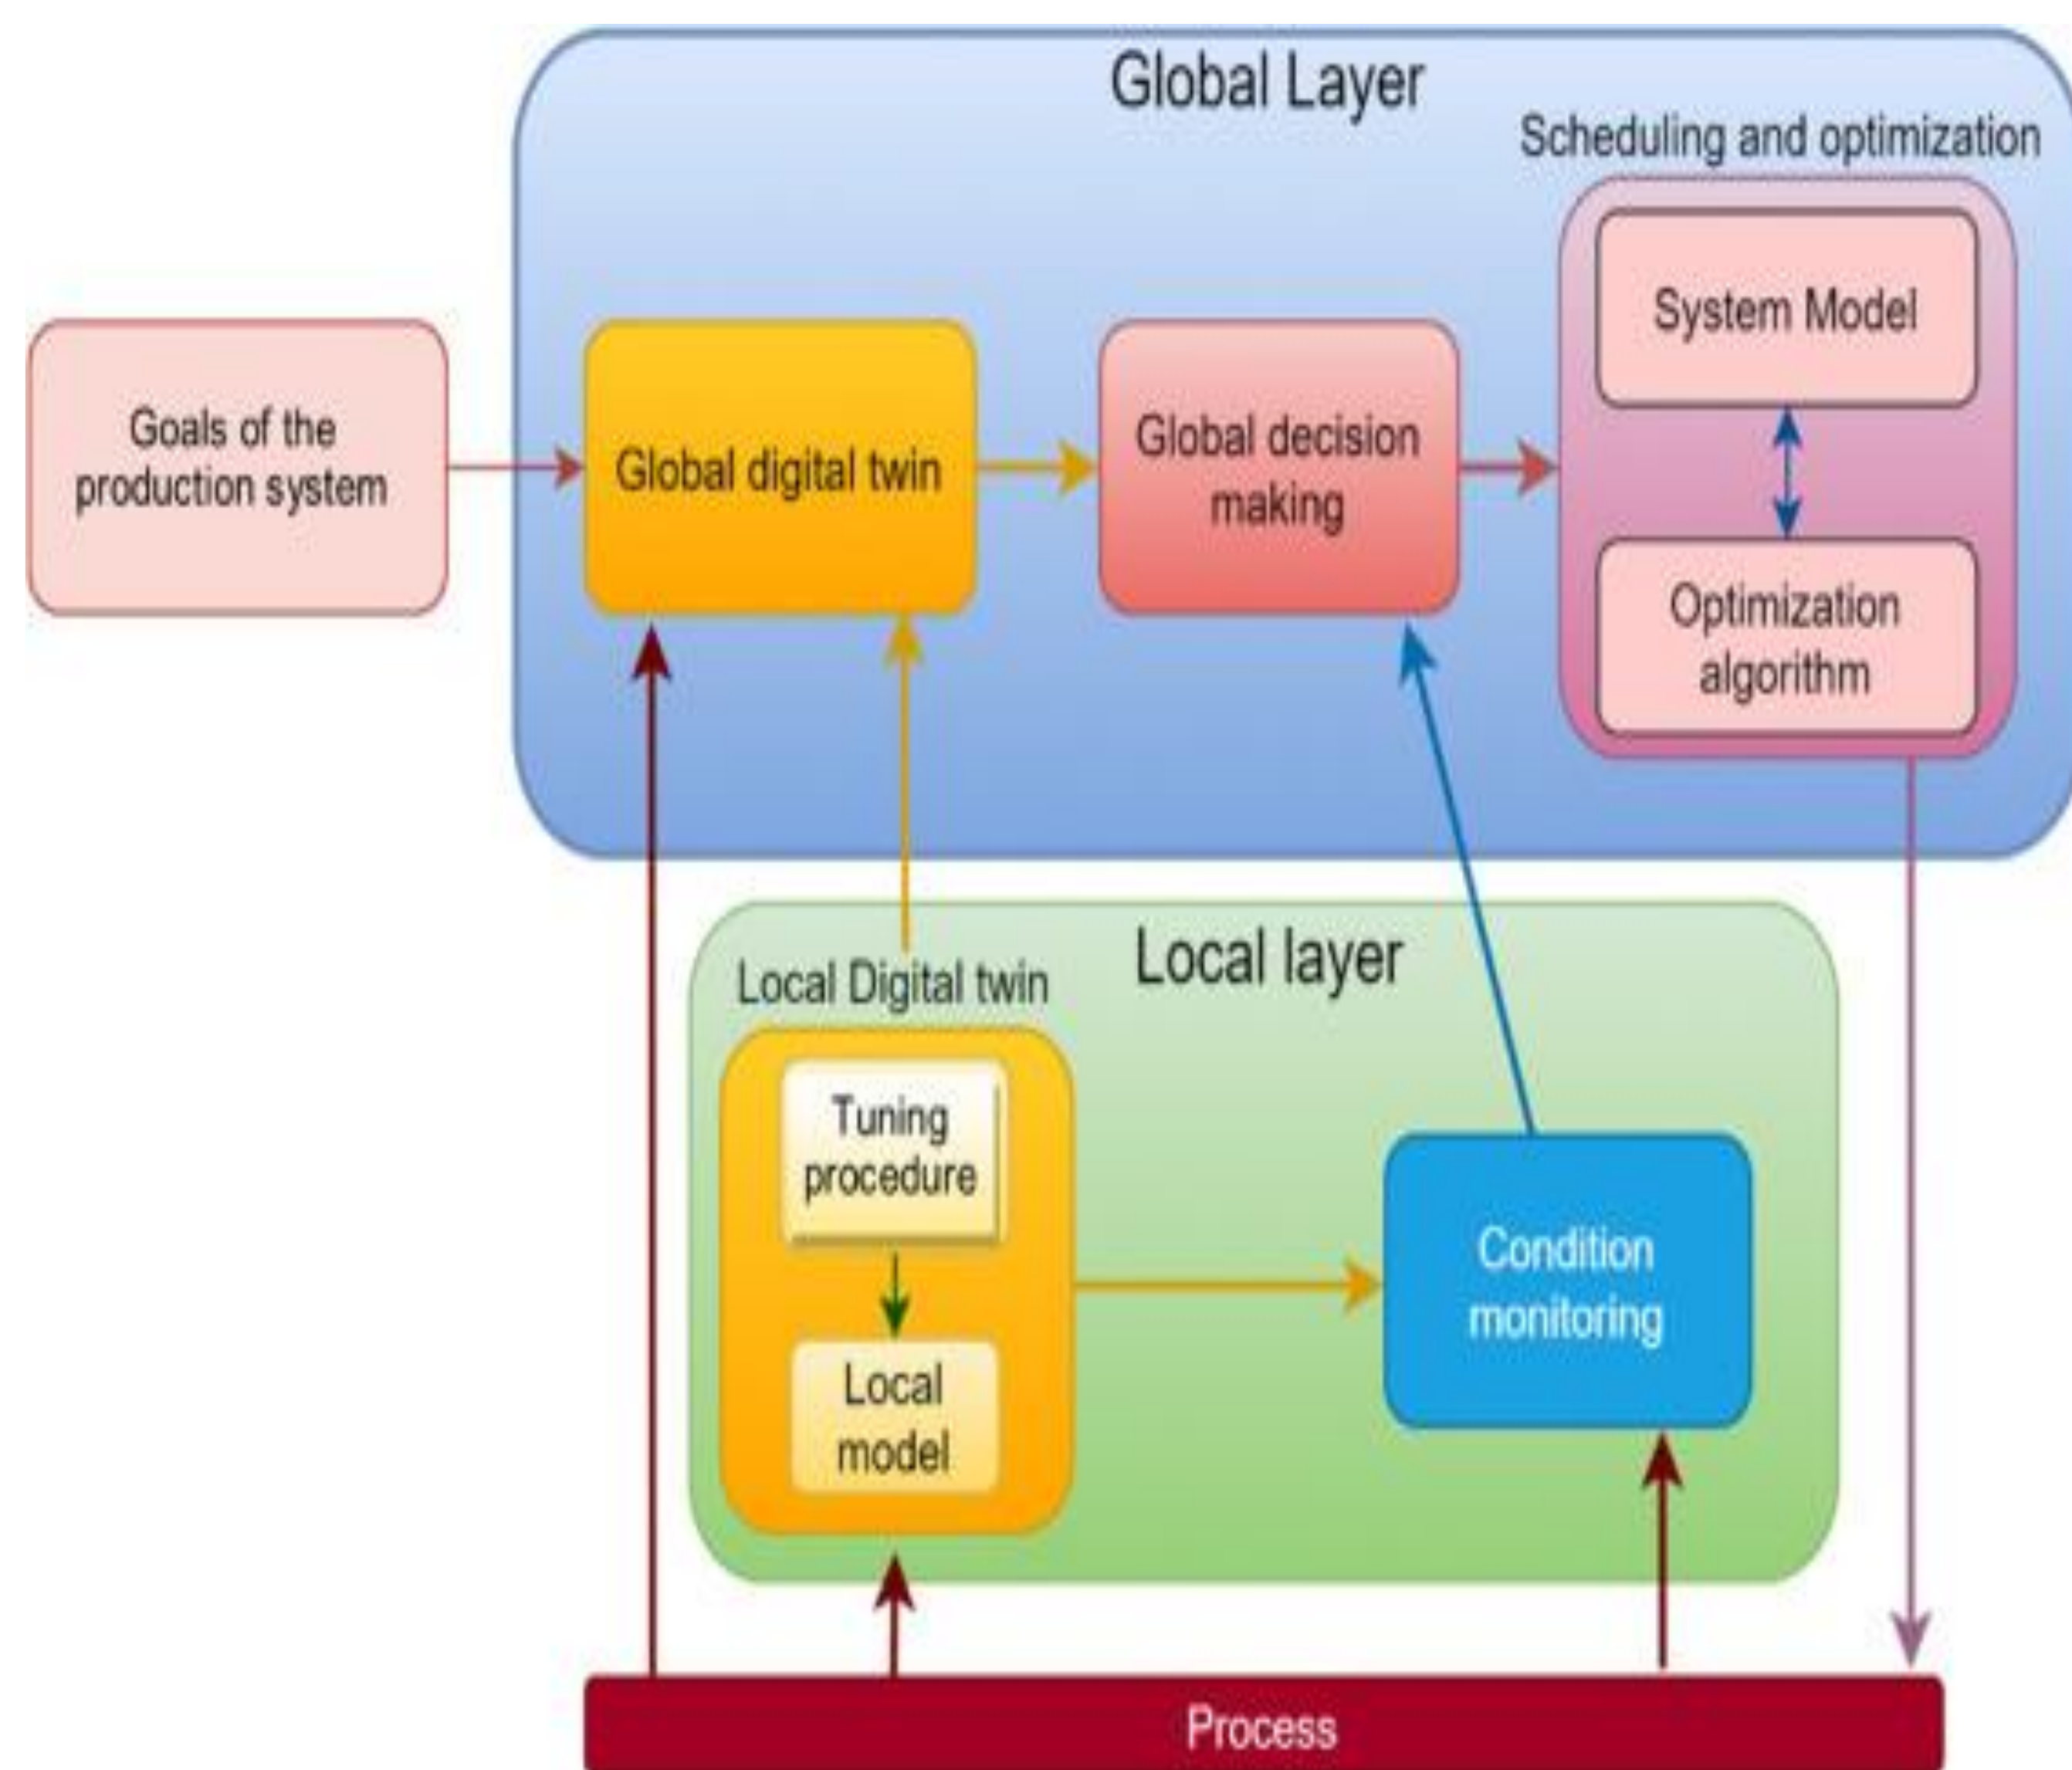 Global Layer
Scheduling and optimization
System Model
Goals of the
production system
Global digital twin
Global decision
making
Optimization
algorithm
Local layer
Local Digital twin
Tuning
procedure
Local
model
Condition
monitoring
Process